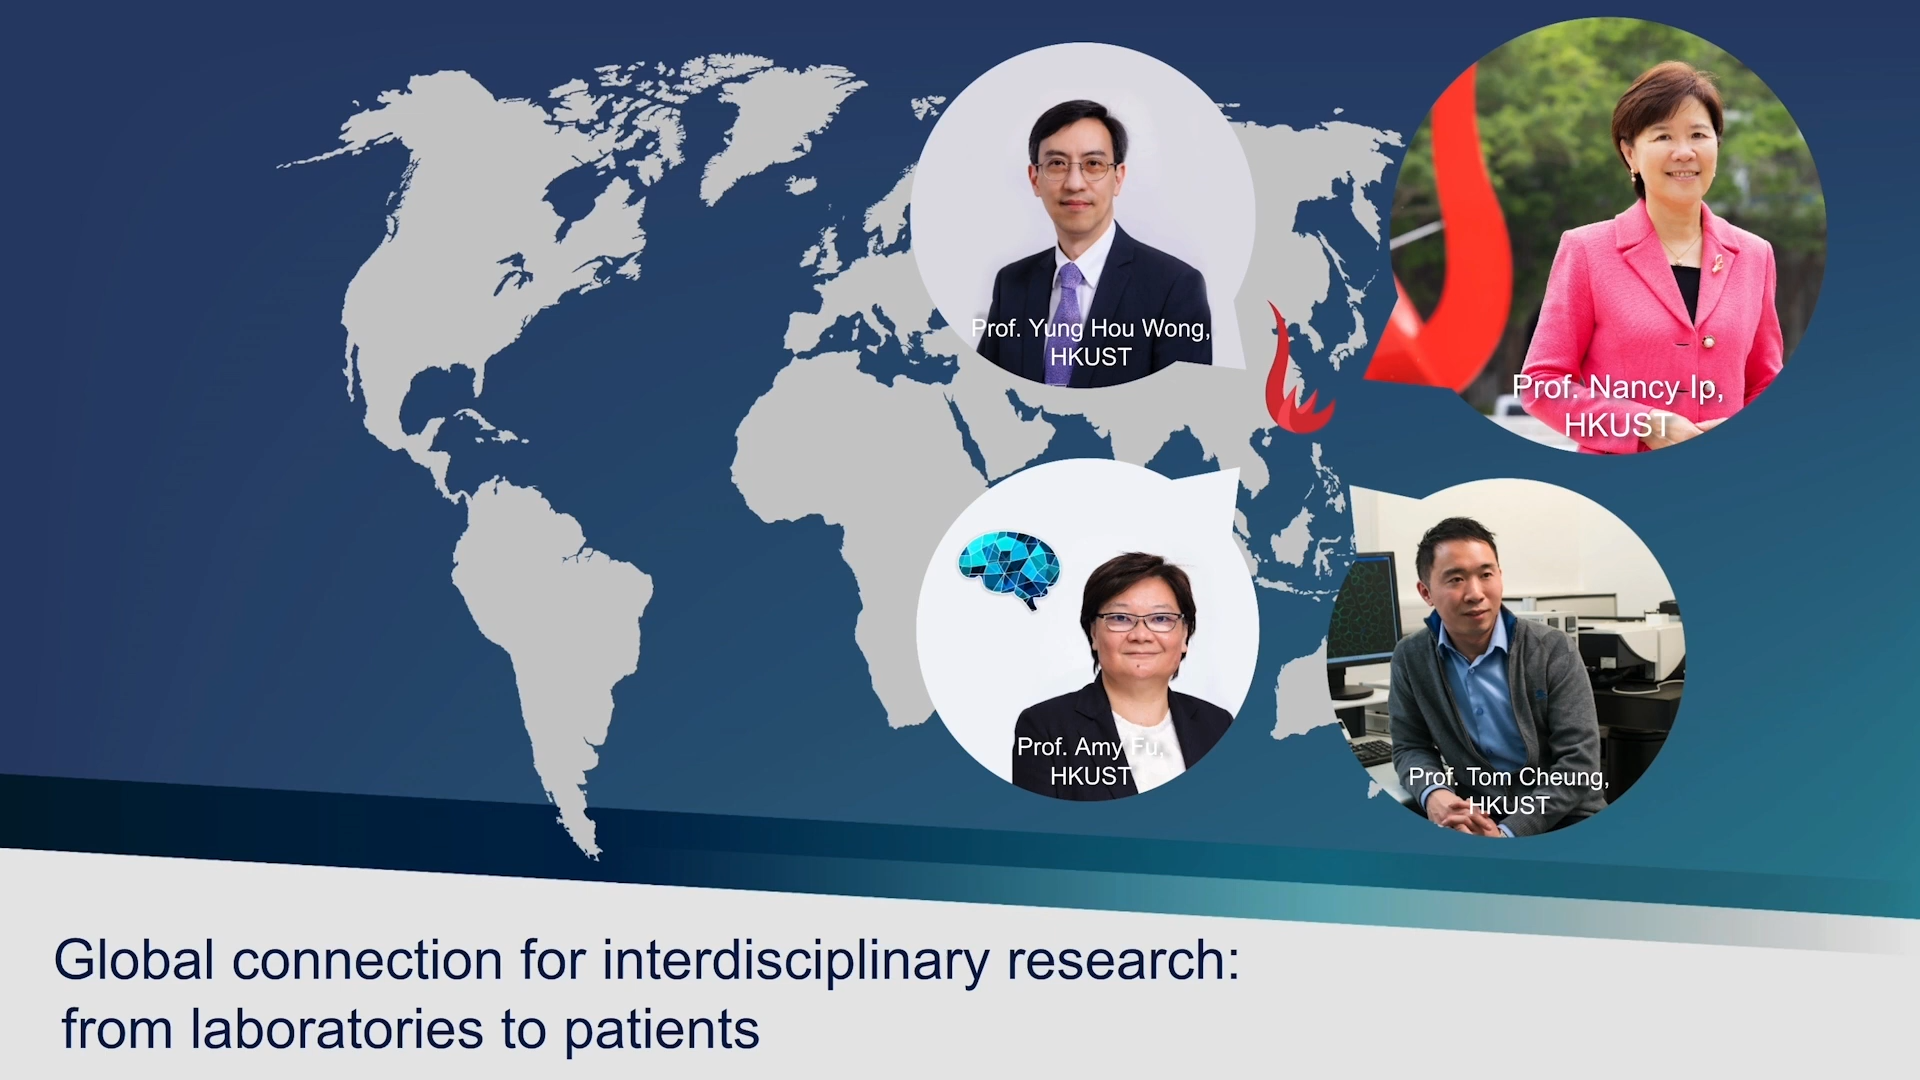 Prof. Yung Hou Wong,
HKUST
Prof. Nancy Ip,
HKUST
Prof. Amy Fu,
HKUST
Prof. Tom Cheung,
HKUST
Global connection for interdisciplinary research:
from laboratories to patients